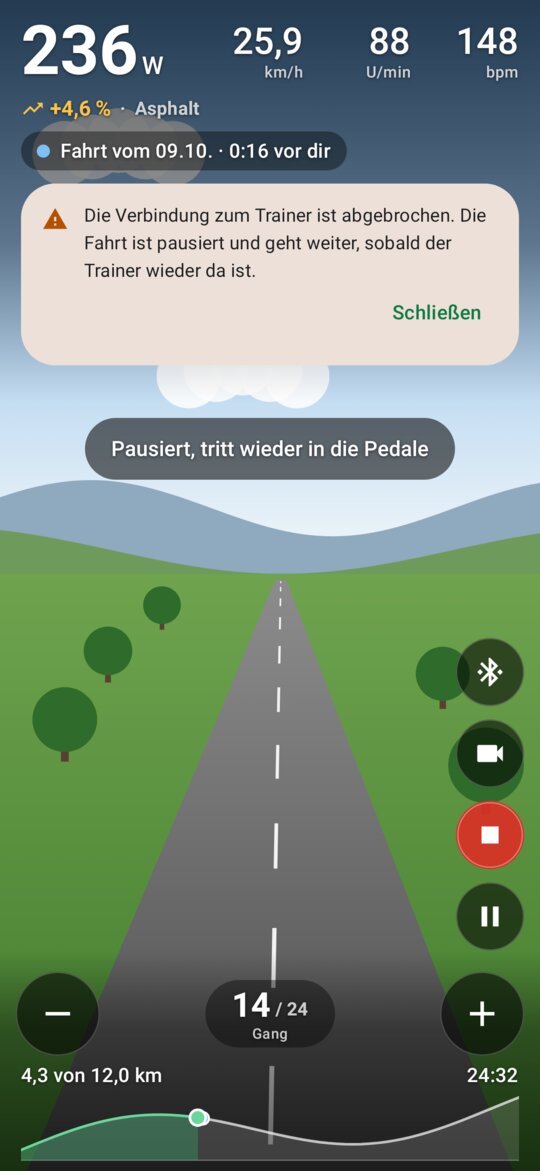 236 W
25,9 km/h
88 U/min
148 bpm
+4,6 % · Asphalt
Fahrt vom 09.10. · 0:16 vor dir
Die Verbindung zum Trainer ist abgebrochen. Die
Fahrt ist pausiert und geht weiter, sobald der
Trainer wieder da ist.
Schließen
Pausiert, tritt wieder in die Pedale
14 / 24
Gang
4,3 von 12,0 km
24:32